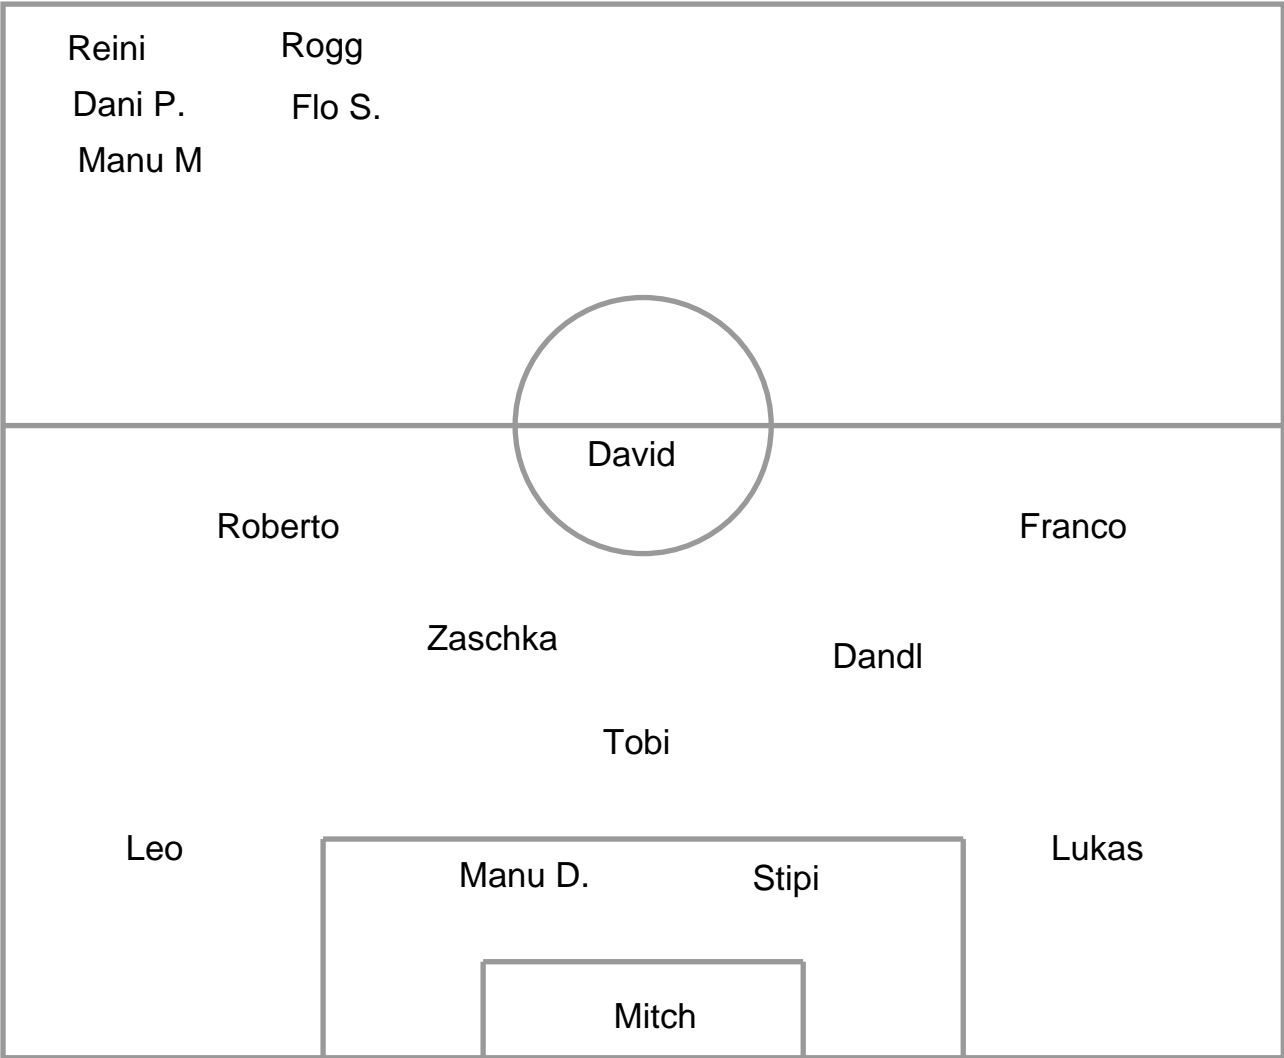 Reini
Rogg
Dani P.
Flo S.
Manu M
David
Roberto
Franco
Zaschka
Dandl
Tobi
Leo
Lukas
Manu D.
Stipi
Mitch